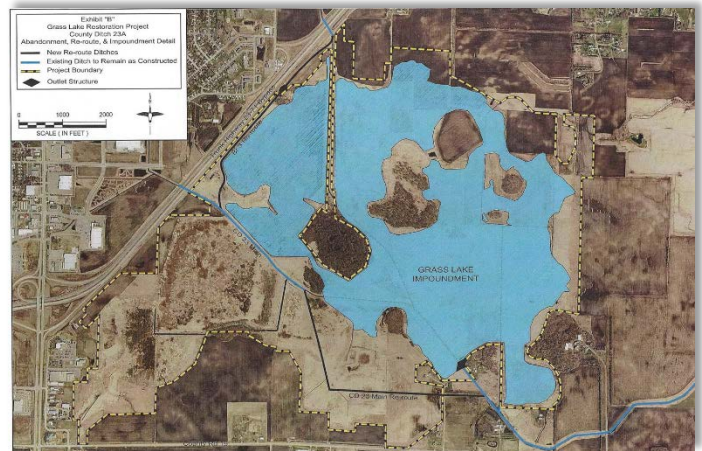 Exhibit "B"
Grass Lake Restoration Project
County Ditch 23A
Abandonment, Re-route, & Impoundment Detail
New Re-route Ditches
Existing Ditch to Remain as Constructed
Project Boundary
Outlet Structure
0 1000 2000
SCALE ( IN FEET )
GRASS LAKE
IMPOUNDMENT
CD 23 Main Re-route